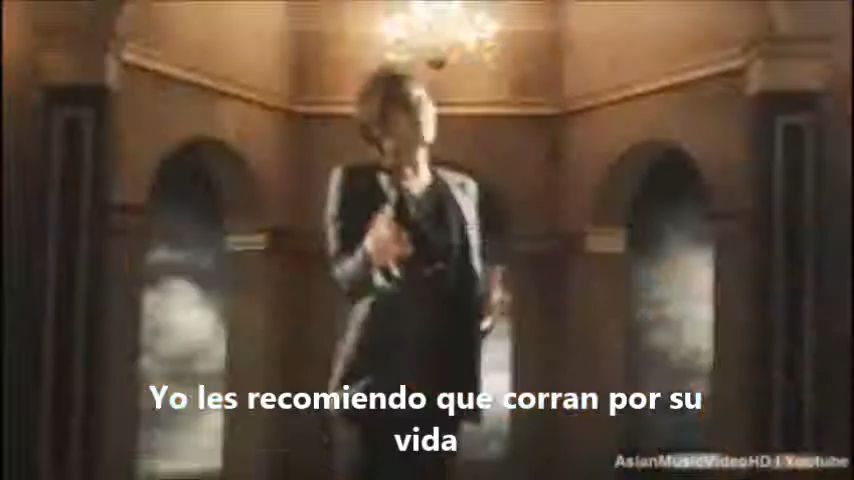 Yo les recomiendo que corran por su
vida
AsianMusicVideoHD | Youtube